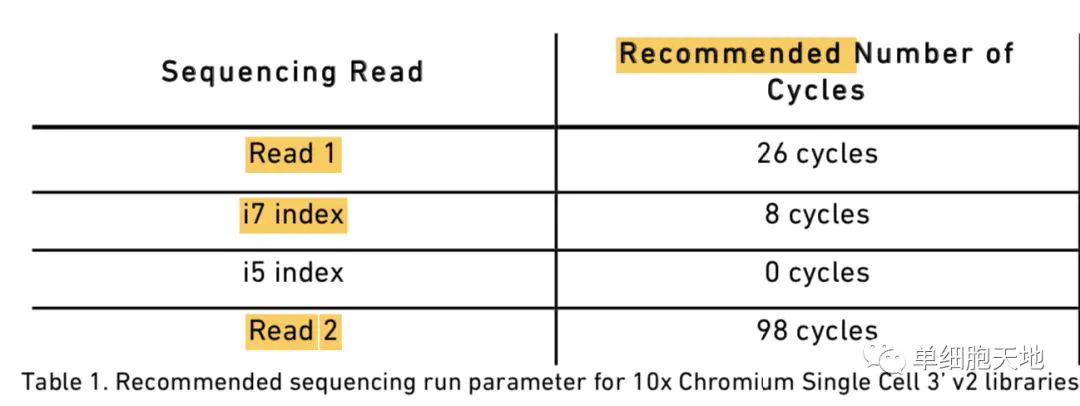 Sequencing Read
Recommended Number of
Cycles
Read 1
26 cycles
i7 index
8 cycles
i5 index
0 cycles
Read 2
98 cycles
单细胞天地
Table 1. Recommended sequencing run parameter for 10x Chromium Single Cell 3’ v2 libraries